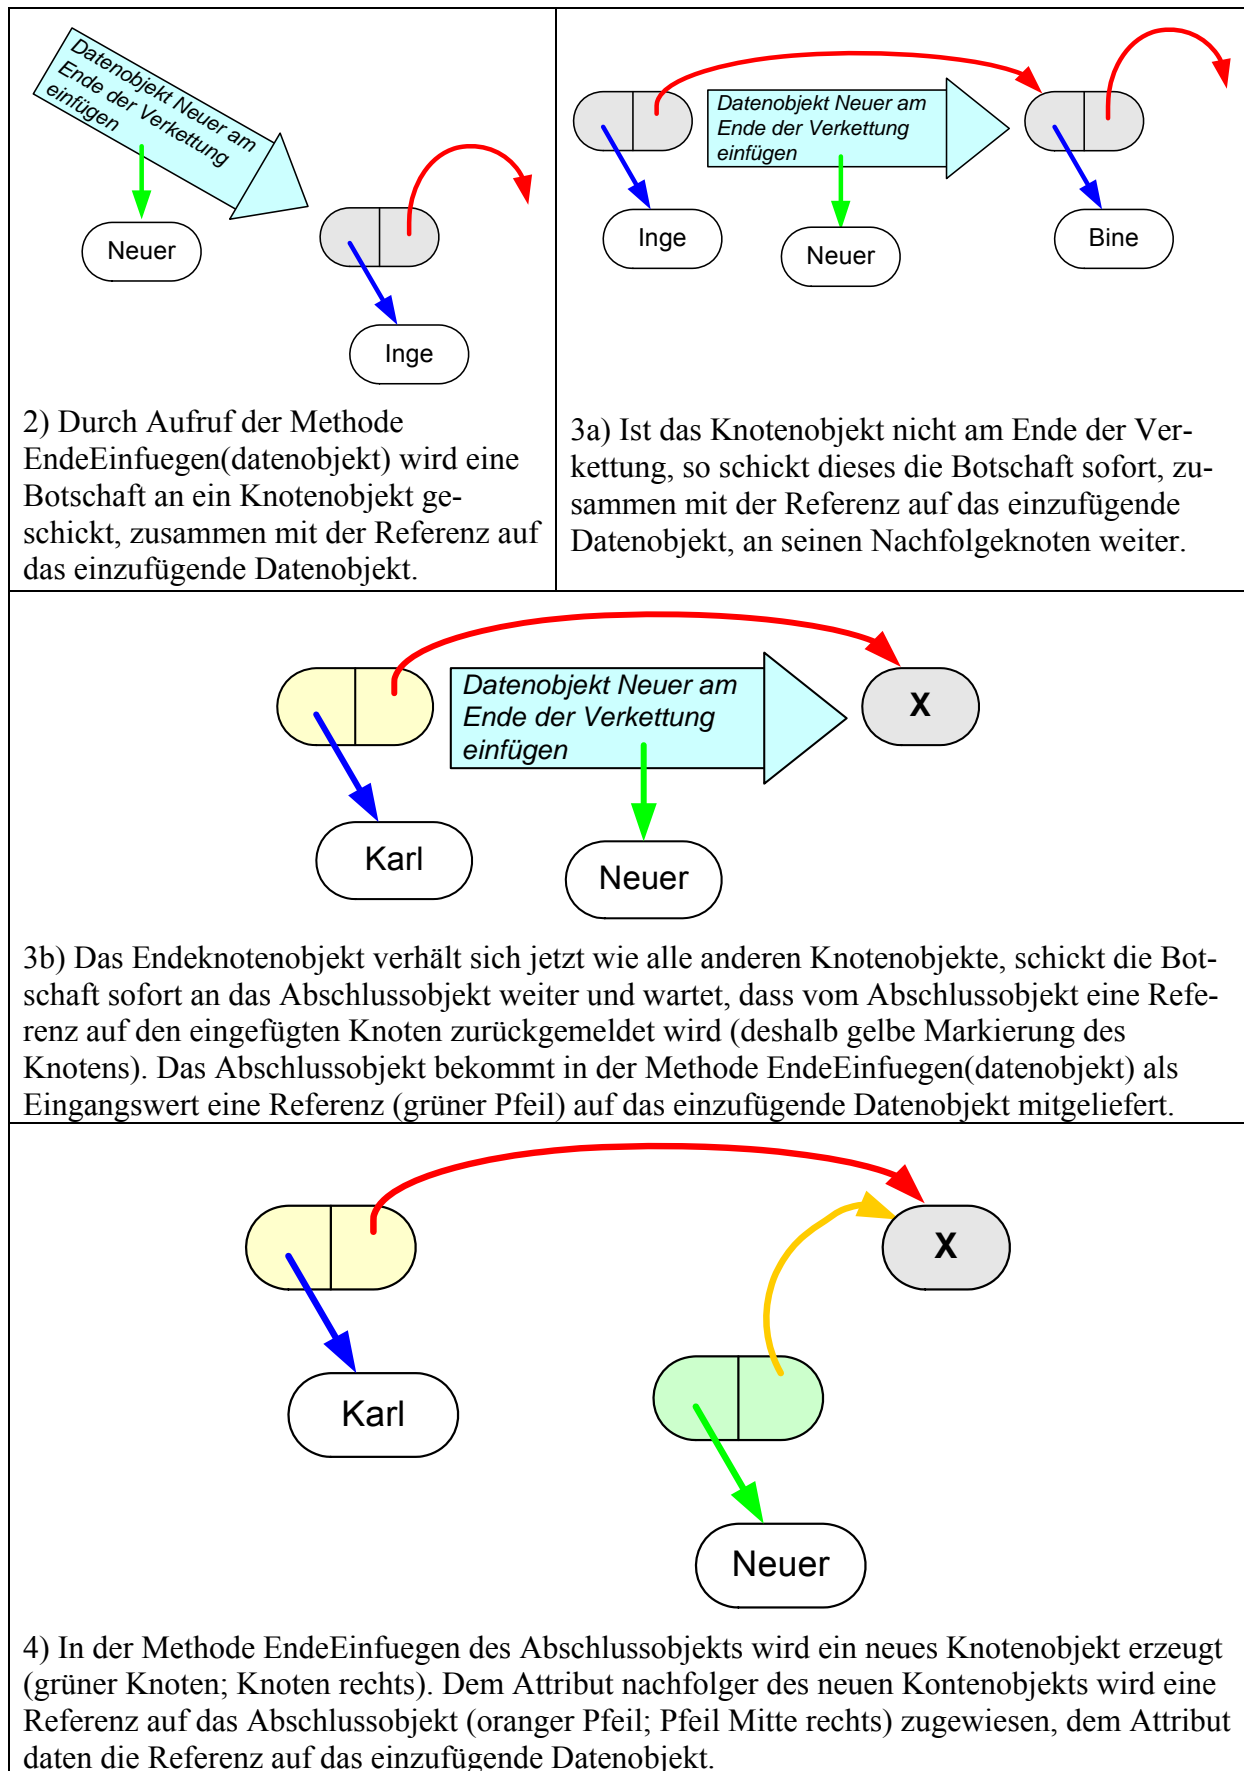 Datenobjekt Neuer am
Ende der Verkettung
einfügen
Neuer
Inge
2) Durch Aufruf der Methode
EndeEinfuegen(datenobjekt) wird eine
Botschaft an ein Knotenobjekt ge-
schickt, zusammen mit der Referenz auf
das einzufügende Datenobjekt.
Datenobjekt Neuer am
Ende der Verkettung
einfügen
Inge
Neuer
Bine
3a) Ist das Knotenobjekt nicht am Ende der Ver-
kettung, so schickt dieses die Botschaft sofort, zu-
sammen mit der Referenz auf das einzufügende
Datenobjekt, an seinen Nachfolgeknoten weiter.
Datenobjekt Neuer am
Ende der Verkettung
einfügen
X
Karl
Neuer
3b) Das Endeknotenobjekt verhält sich jetzt wie alle anderen Knotenobjekte, schickt die Bot-
schaft sofort an das Abschlussobjekt weiter und wartet, dass vom Abschlussobjekt eine Refe-
renz auf den eingefügten Knoten zurückgemeldet wird (deshalb gelbe Markierung des
Knotens). Das Abschlussobjekt bekommt in der Methode EndeEinfuegen(datenobjekt) als
Eingangswert eine Referenz (grüner Pfeil) auf das einzufügende Datenobjekt mitgeliefert.
X
Karl
Neuer
4) In der Methode EndeEinfuegen des Abschlussobjekts wird ein neues Knotenobjekt erzeugt
(grüner Knoten; Knoten rechts). Dem Attribut nachfolger des neuen Kontenobjekts wird eine
Referenz auf das Abschlussobjekt (oranger Pfeil; Pfeil Mitte rechts) zugewiesen, dem Attribut
daten die Referenz auf das einzufügende Datenobjekt.